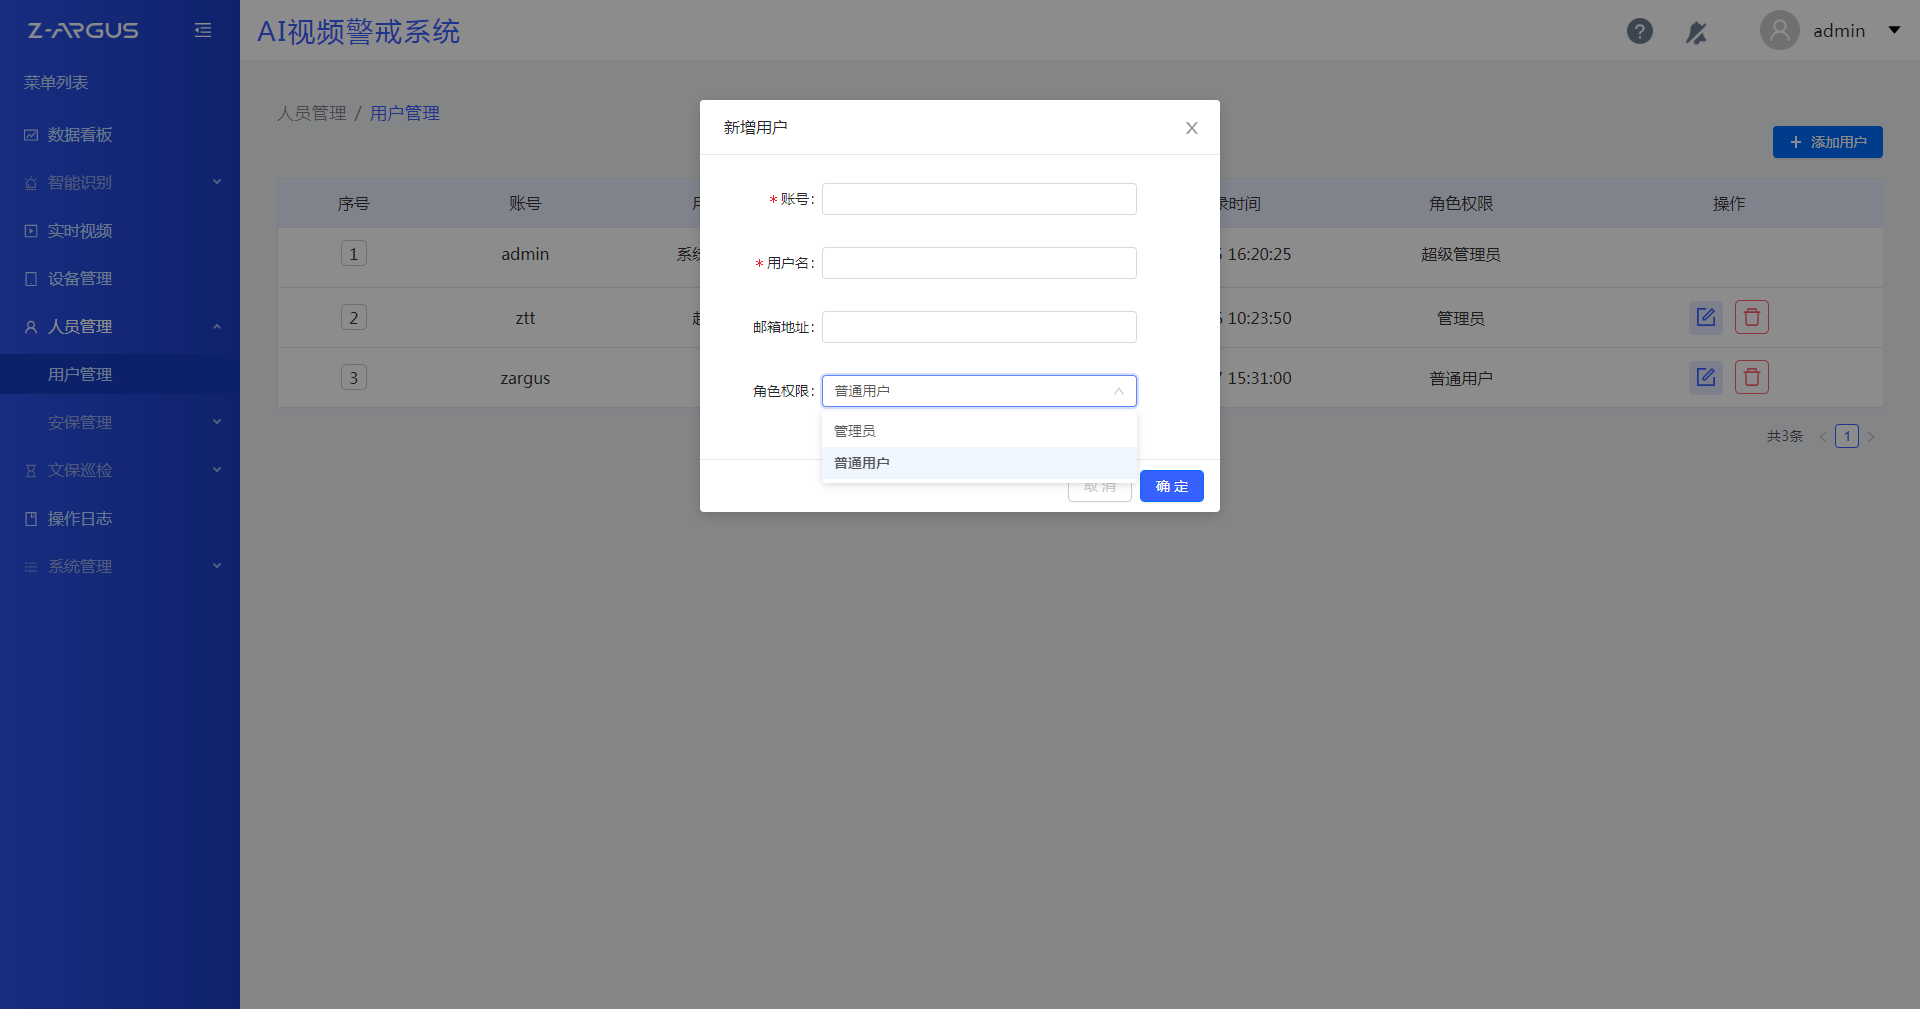 Z-ARGUS
菜单列表
数据看板
智能识别
实时视频
设备管理
人员管理
用户管理
安保管理
文保巡检
操作日志
系统管理
AI视频警戒系统
?
admin
人员管理 / 用户管理
+ 添加用户
序号 账号 时间 角色权限 操作
1 admin 系统 16:20:25 超级管理员
2 ztt 10:23:50 管理员
3 zargus 15:31:00 普通用户
共3条 < 1 >
新增用户 X
* 账号:
* 用户名:
邮箱地址:
角色权限: 普通用户
管理员
普通用户
取消 确定